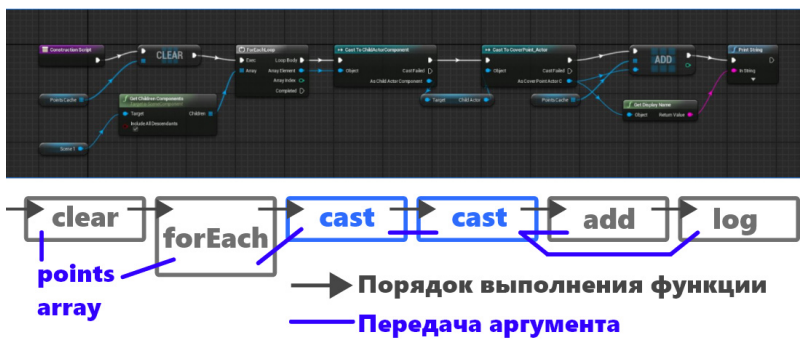 Construction Script
CLEAR
Points Cache
Get Children Components
Target
Children
Include All Descendants
Scene 1
ForEachLoop
Exec
Loop Body
Array
Array Element
Array Index
Completed
Cast To ChildActorComponent
Object
Cast Failed
As Child Actor Component
Target
Child Actor
Cast To CoverPoint_Actor
Object
Cast Failed
As Cover Point Actor C
Points Cache
ADD
Get Display Name
Object
Return Value
Print String
In String
clear
forEach
cast
cast
add
log
points
array
Порядок выполнения функции
Передача аргумента